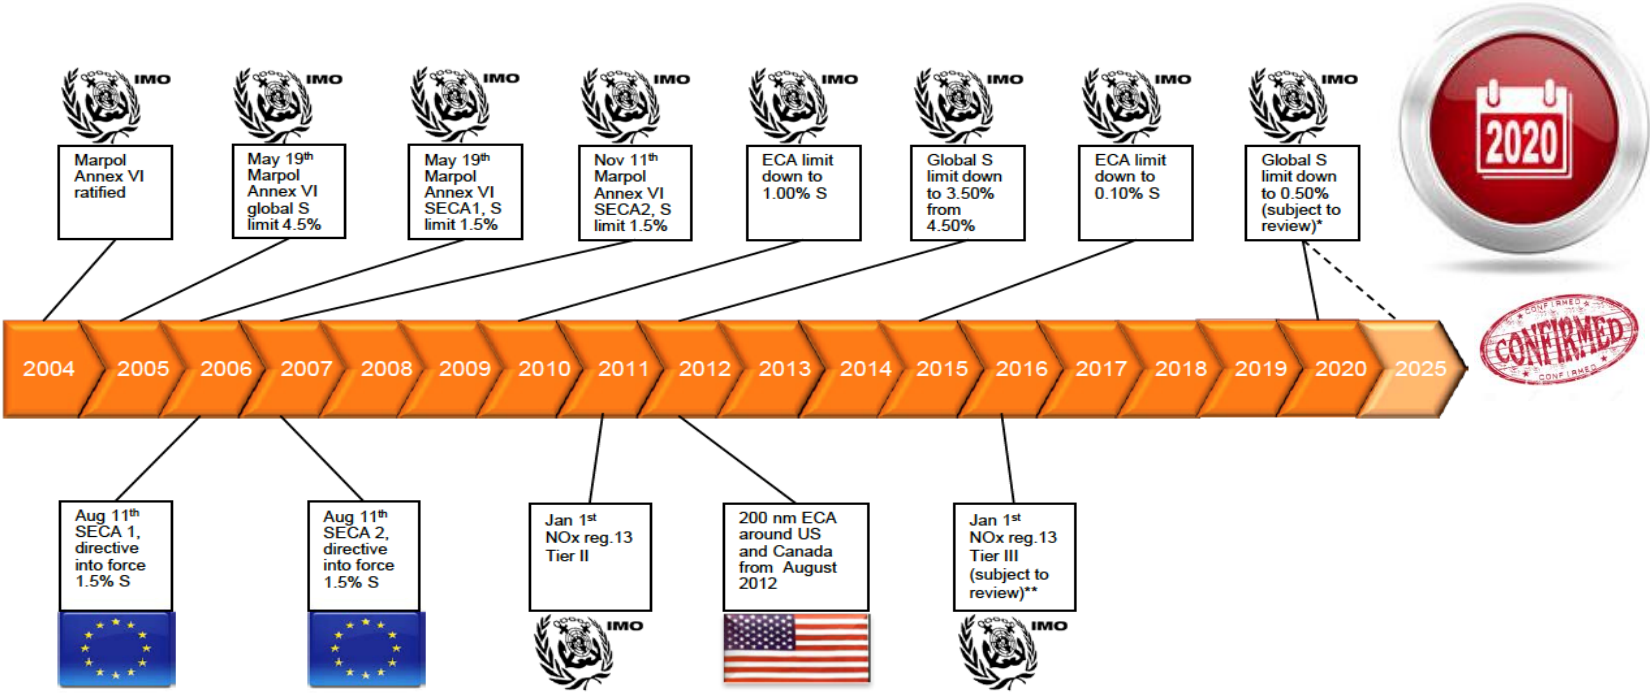 IMO
IMO
IMO
IMO
IMO
IMO
IMO
Marpol
Annex VI
ratified
May 19th
Marpol
Annex VI
global S
limit 4.5%
May 19th
Marpol
Annex VI
SECA1, S
limit 1.5%
Nov 11th
Marpol
Annex VI
SECA2, S
limit 1.5%
ECA limit
down to
1.00% S
Global S
limit down
to 3.50%
from
4.50%
ECA limit
down to
0.10% S
Global S
limit down
to 0.50%
(subject to
review)*
2020
2004
2005
2006
2007
2008
2009
2010
2011
2012
2013
2014
2015
2016
2017
2018
2019
2020
2025
CONFIRMED
CONFIRMED
CONFIRMED
Aug 11th
SECA 1,
directive
into force
1.5% S
Aug 11th
SECA 2,
directive
into force
1.5% S
Jan 1st
NOx reg.13
Tier II
IMO
200 nm ECA
around US
and Canada
from August
2012
Jan 1st
NOx reg.13
Tier III
(subject to
review)**
IMO